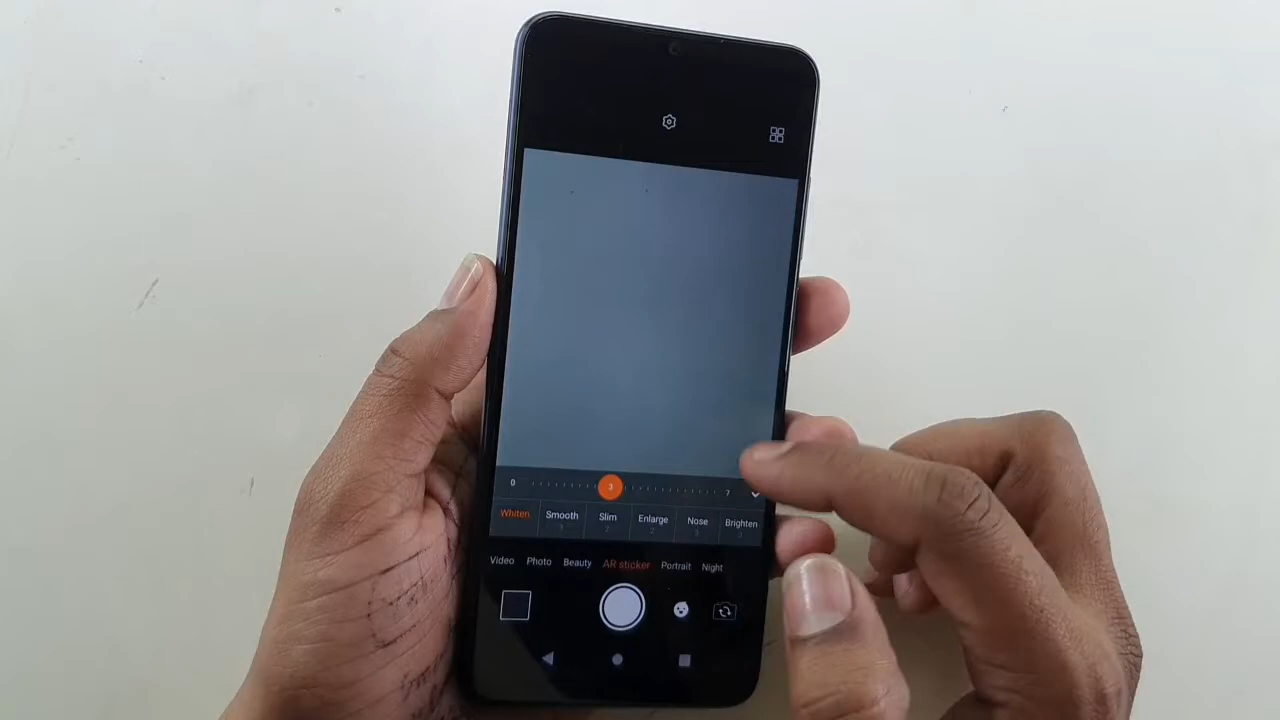 0 3 7
Whiten Smooth Slim Enlarge Nose Brighten
Video Photo Beauty AR sticker Portrait Night